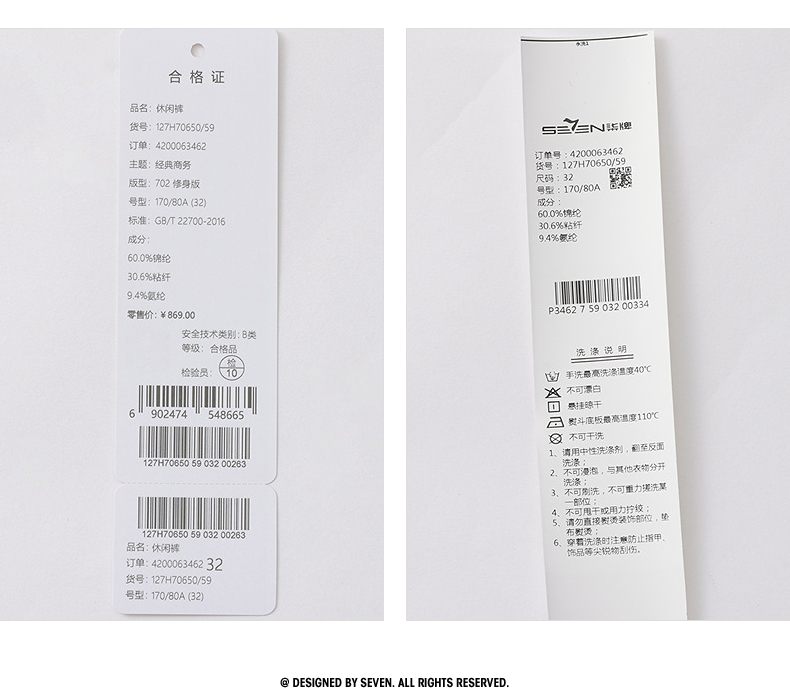 合格证
品名：休闲裤
货号：127H70650/59
订单：4200063462
主题：经典商务
版型：702 修身版
号型：170/80A (32)
标准：GB/T 22700-2016
成分：
60.0%锦纶
30.6%粘纤
9.4%氨纶
零售价：￥869.00
安全技术类别：B类
等级：合格品
检验员：检 10
6 902474 548665
127H70650 59 032 00263
127H70650 59 032 00263
品名：休闲裤
订单：4200063462 32
货号：127H70650/59
号型：170/80A (32)
水洗1
SEVEN柒牌
订单号：4200063462
货号：127H70650/59
尺码：32
号型：170/80A
成分：
60.0%锦纶
30.6%粘纤
9.4%氨纶
P3462 7 59 032 00334
洗涤说明
手洗最高洗涤温度40℃
不可漂白
悬挂晾干
熨斗底板最高温度110℃
不可干洗
1、请用中性洗涤剂，翻至反面
洗涤；
2、不可浸泡，与其他衣物分开
洗涤；
3、不可刷洗，不可重力搓洗某
一部位；
4、不可甩干或用力拧绞；
5、请勿直接熨烫装饰部位，垫
布熨烫；
6、穿着洗涤时注意防止指甲、
饰品等尖锐物刮伤。
@ DESIGNED BY SEVEN. ALL RIGHTS RESERVED.